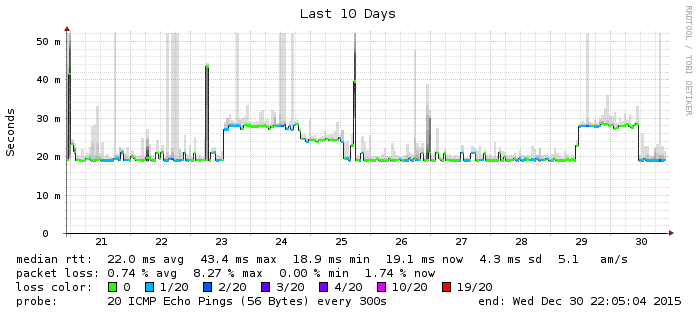 Last 10 Days
RRDTOOL / TOBI OETIKER
Seconds
50 m
40 m
30 m
20 m
10 m
0
21 22 23 24 25 26 27 28 29 30
median rtt: 22.0 ms avg 43.4 ms max 18.9 ms min 19.1 ms now 4.3 ms sd 5.1 am/s
packet loss: 0.74 % avg 8.27 % max 0.00 % min 1.74 % now
loss color: 0 1/20 2/20 3/20 4/20 10/20 19/20
probe: 20 ICMP Echo Pings (56 Bytes) every 300s end: Wed Dec 30 22:05:04 2015